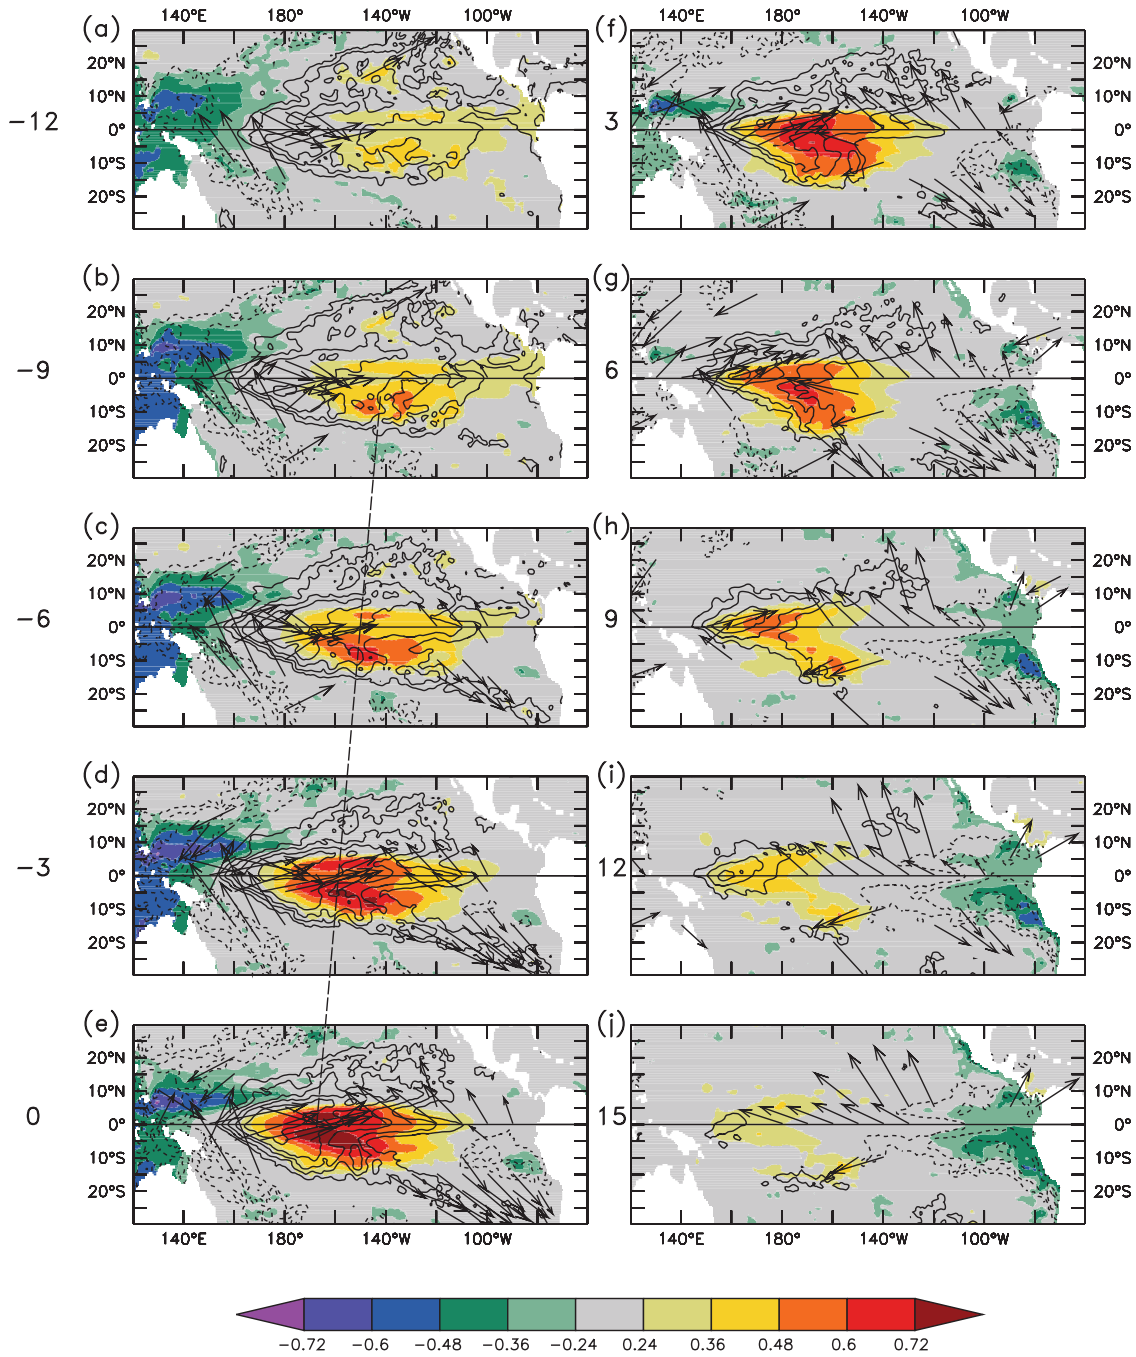 140°E 180° 140°W 100°W 140°E 180° 140°W 100°W
(a) (f)
20°N 20°N
10°N 10°N
−12 0° 3 0°
10°S 10°S
20°S 20°S
(b) (g)
20°N 20°N
10°N 10°N
−9 0° 6 0°
10°S 10°S
20°S 20°S
(c) (h)
20°N 20°N
10°N 10°N
−6 0° 9 0°
10°S 10°S
20°S 20°S
(d) (i)
20°N 20°N
10°N 10°N
−3 0° 12 0°
10°S 10°S
20°S 20°S
(e) (j)
20°N 20°N
10°N 10°N
0 0° 15 0°
10°S 10°S
20°S 20°S
140°E 180° 140°W 100°W 140°E 180° 140°W 100°W
−0.72 −0.6 −0.48 −0.36 −0.24 0.24 0.36 0.48 0.6 0.72